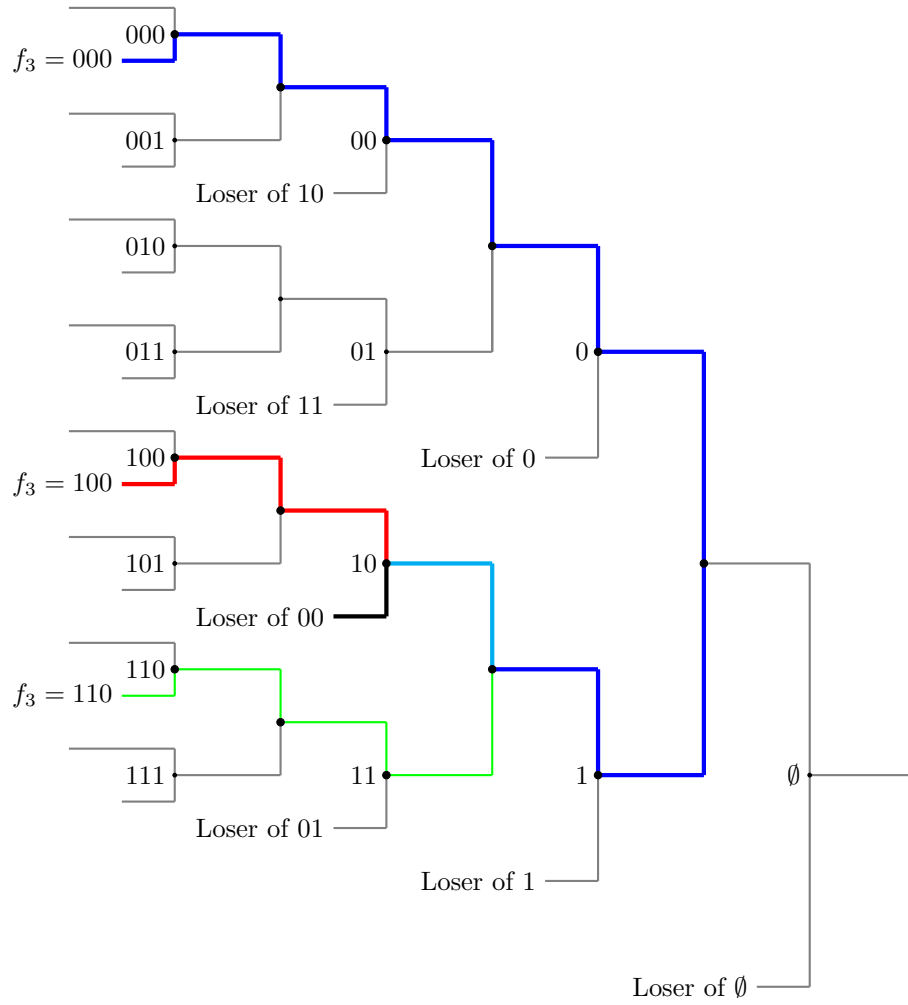 000
f₃ = 000
001
00
Loser of 10
010
011
01
0
Loser of 11
100
Loser of 0
f₃ = 100
101
10
Loser of 00
110
f₃ = 110
111
11
1
∅
Loser of 01
Loser of 1
Loser of ∅